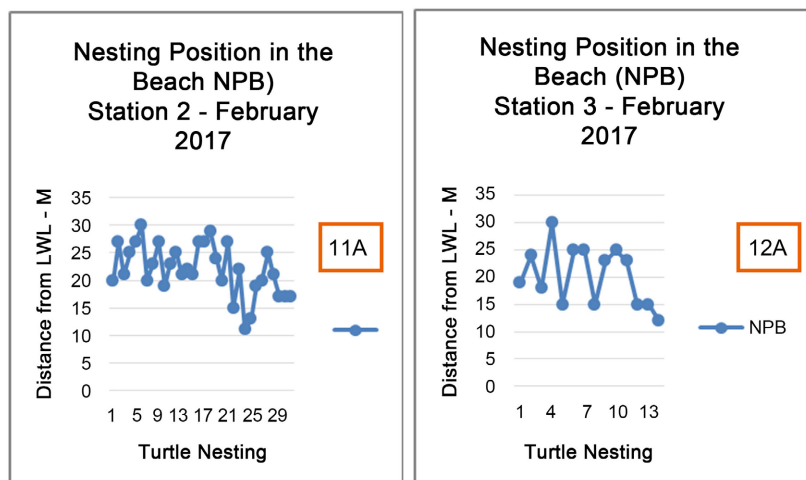 Nesting Position in the
Beach NPB)
Station 2 - February
2017
Distance from LWL - M
35
30
25
20
15
10
5
0
1 5 9 13 17 21 25 29
Turtle Nesting
11A
Nesting Position in the
Beach (NPB)
Station 3 - February
2017
Distance from LWL - M
35
30
25
20
15
10
5
0
1 4 7 10 13
Turtle Nesting
12A
NPB